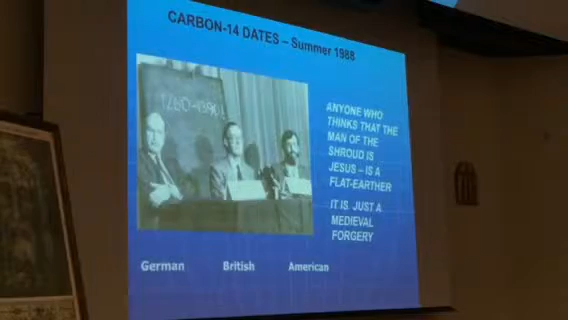 CARBON-14 DATES – Summer 1988
1260-1390!
ANYONE WHO
THINKS THAT THE
MAN OF THE
SHROUD IS
JESUS – IS A
FLAT-EARTHER
IT IS JUST A
MEDIEVAL
FORGERY
German British American